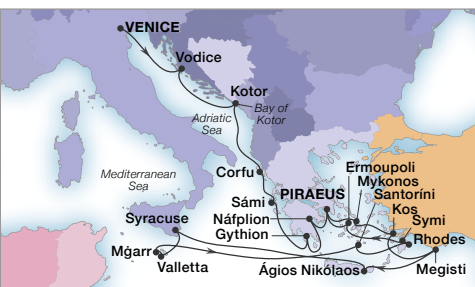 VENICE
Vodice
Kotor
Bay of
Kotor
Adriatic
Sea
Mediterranean
Sea
Corfu
Sámi
PIRAEUS
Náfplion
Gythion
Ermoupoli
Mykonos
Santoríni
Kos
Symi
Rhodes
Megisti
Syracuse
Mġarr
Valletta
Ágios Nikólaos